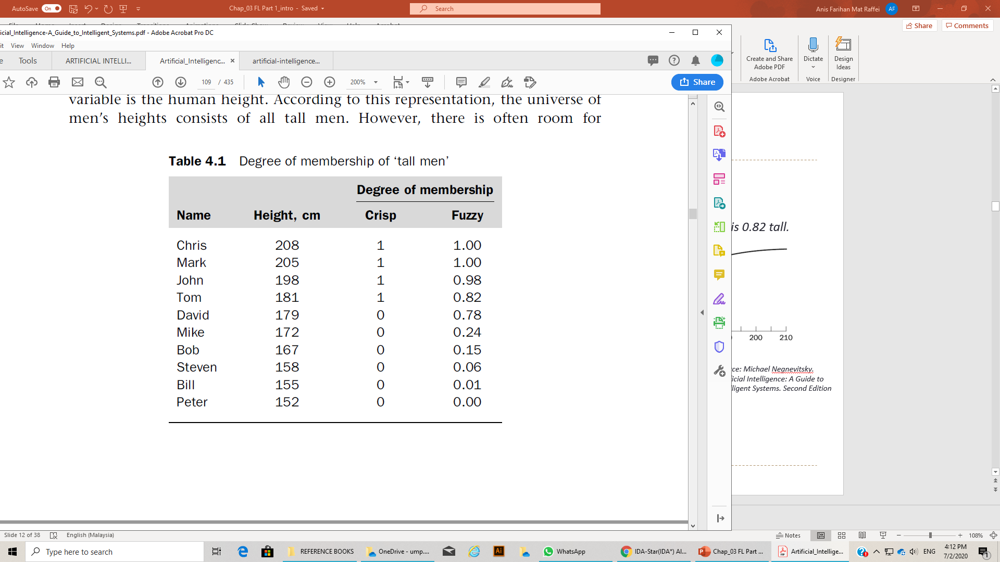 AutoSave On Chap_03 FL Part 1_intro - Saved Search Anis Farihan Mat Raffei AF
Share Comments
icial_Intelligence-A_Guide_to_Intelligent_Systems.pdf - Adobe Acrobat Pro DC
it View Window Help
e Tools ARTIFICIAL INTELLI... Artificial_Intelligenc... × artificial-intelligence...
109 / 435 200% Share
Create and Share Adobe PDF
Dictate
Design Ideas
Adobe Acrobat Voice Designer
variable is the human height. According to this representation, the universe of
men's heights consists of all tall men. However, there is often room for
Table 4.1 Degree of membership of ‘tall men’
Degree of membership
Name Height, cm Crisp Fuzzy
Chris 208 1 1.00
Mark 205 1 1.00
John 198 1 0.98
Tom 181 1 0.82
David 179 0 0.78
Mike 172 0 0.24
Bob 167 0 0.15
Steven 158 0 0.06
Bill 155 0 0.01
Peter 152 0 0.00
is 0.82 tall.
200 210
rce: Michael Negnevitsky.
ficial Intelligence: A Guide to
lligent Systems. Second Edition
Slide 12 of 38 English (Malaysia) Notes 108%
Type here to search REFERENCE BOOKS OneDrive - ump.... Ai WhatsApp IDA-Star(IDA*) Al... Chap_03 FL Part ... Artificial_Intellige... ENG 4:12 PM
7/2/2020 1